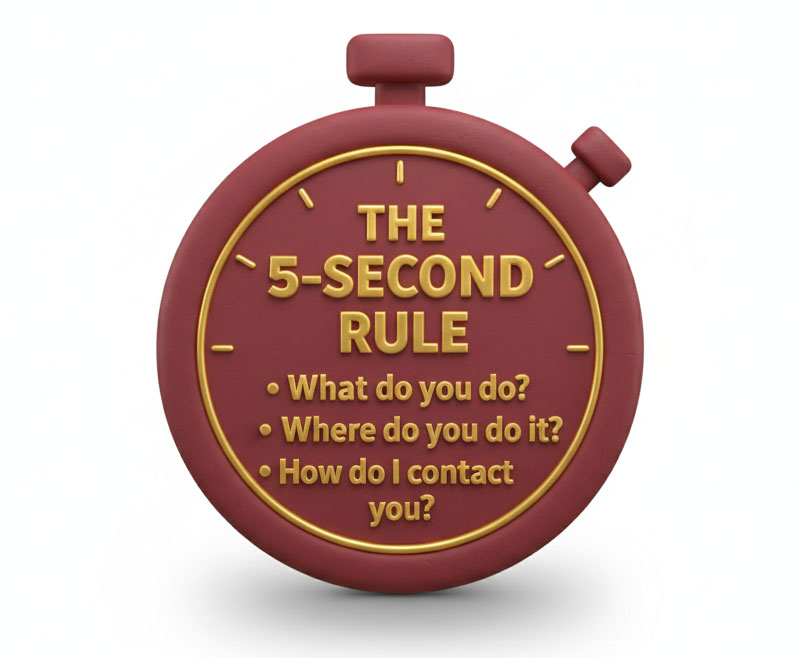 THE
5-SECOND
RULE
• What do you do?
• Where do you do it?
• How do I contact
you?